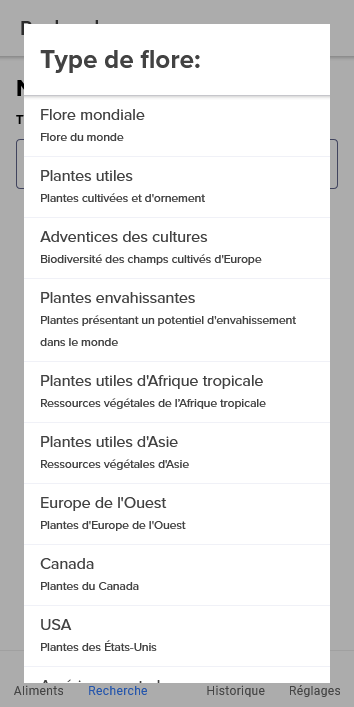 Type de flore:
Flore mondiale
Flore du monde
Plantes utiles
Plantes cultivées et d'ornement
Adventices des cultures
Biodiversité des champs cultivés d'Europe
Plantes envahissantes
Plantes présentant un potentiel d'envahissement
dans le monde
Plantes utiles d'Afrique tropicale
Ressources végétales de l'Afrique tropicale
Plantes utiles d'Asie
Ressources végétales d'Asie
Europe de l'Ouest
Plantes d'Europe de l'Ouest
Canada
Plantes du Canada
USA
Plantes des États-Unis
Aliments Recherche Historique Réglages